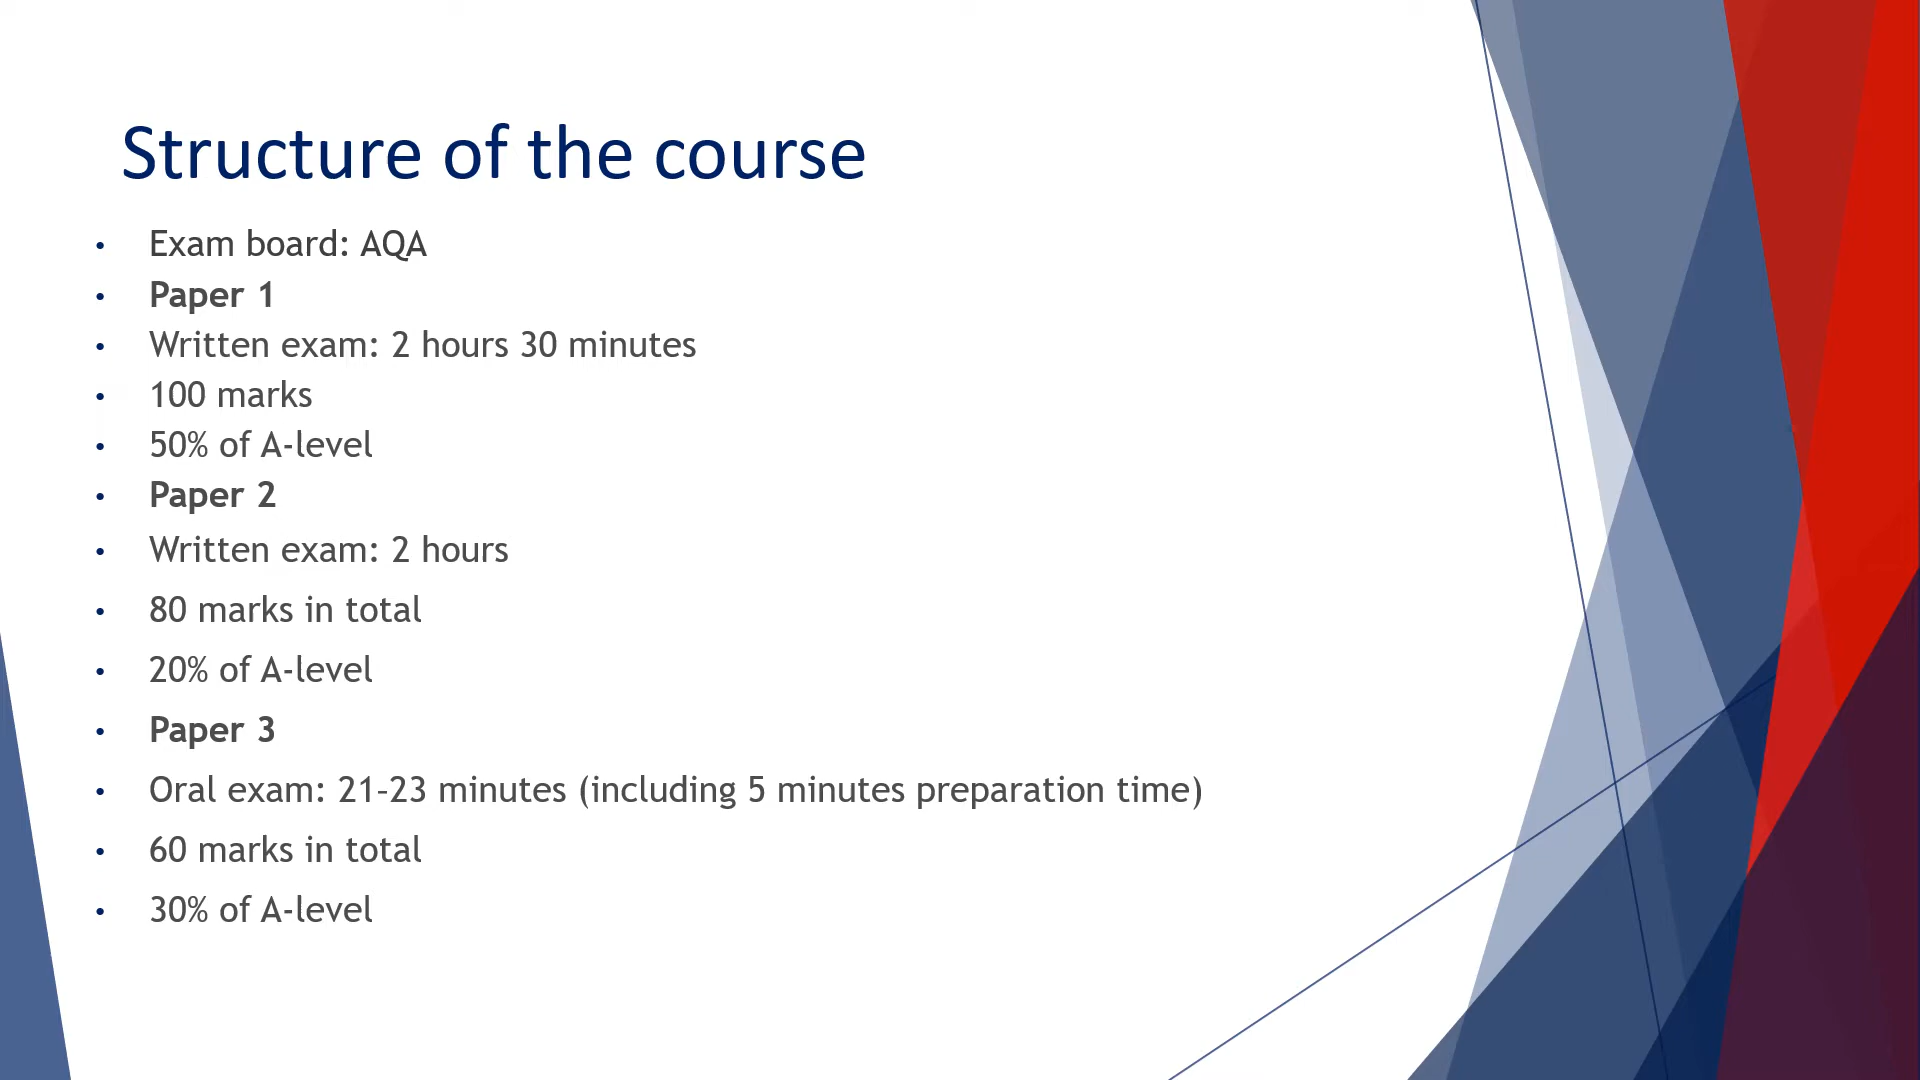 Structure of the course
• Exam board: AQA
• Paper 1
• Written exam: 2 hours 30 minutes
• 100 marks
• 50% of A-level
• Paper 2
• Written exam: 2 hours
• 80 marks in total
• 20% of A-level
• Paper 3
• Oral exam: 21–23 minutes (including 5 minutes preparation time)
• 60 marks in total
• 30% of A-level